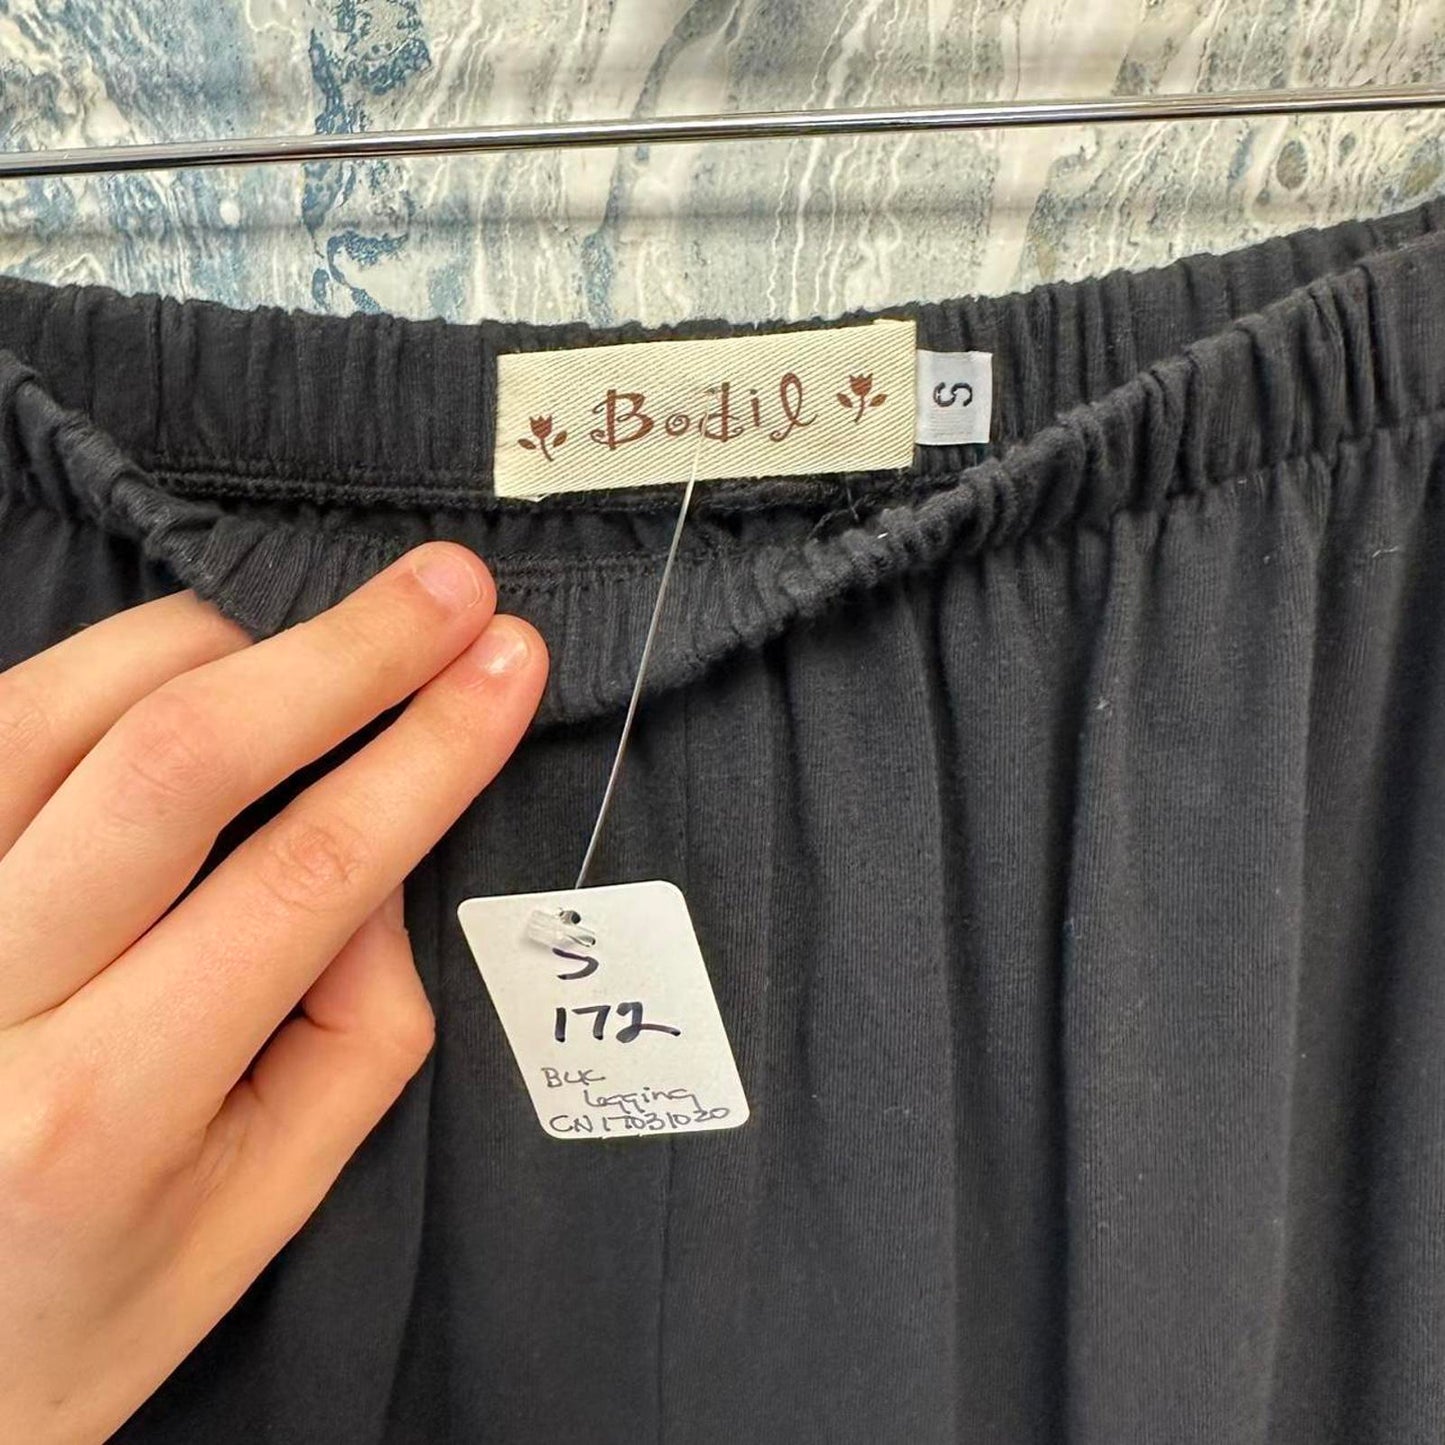 Bodil
S
S
172
BLK
Legging
CN17031020